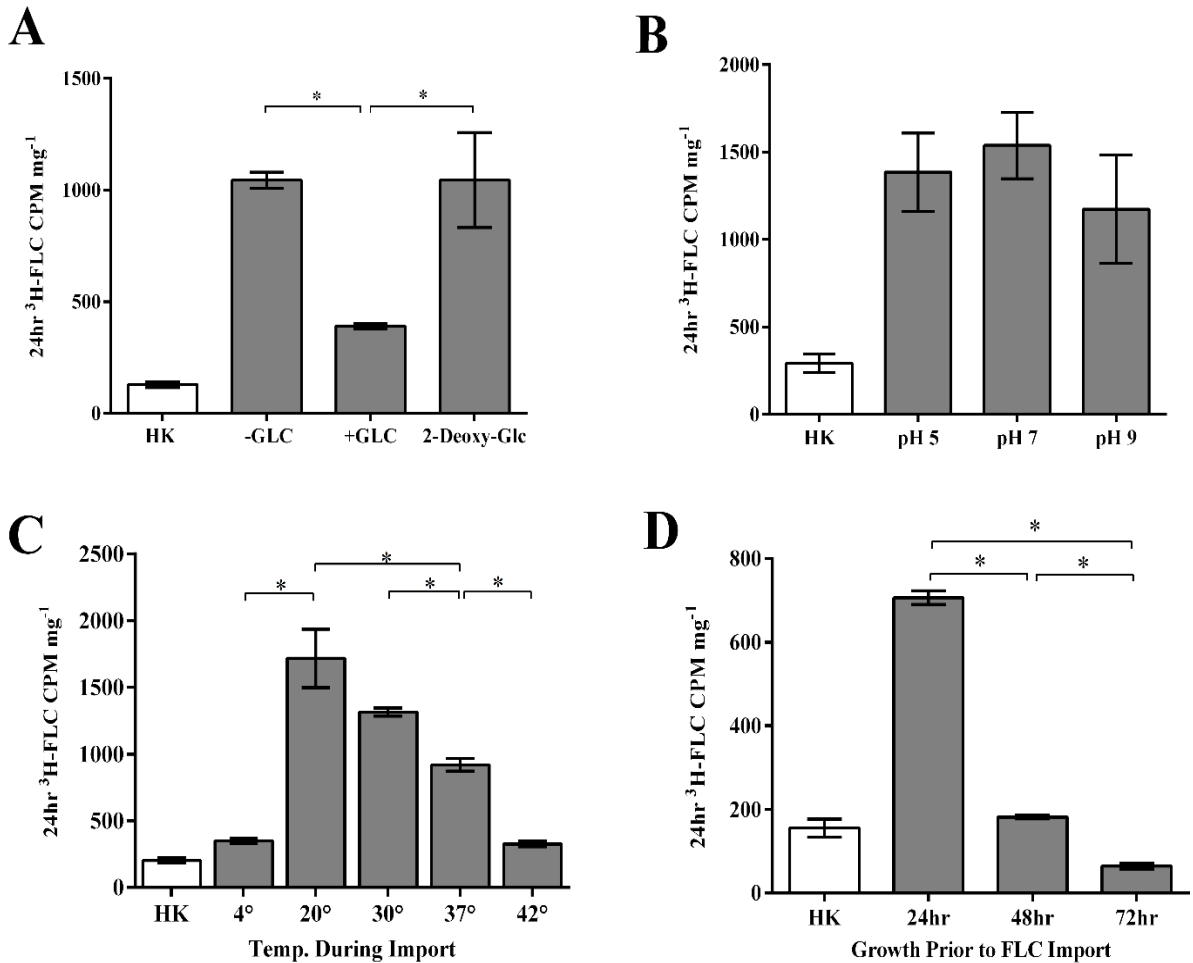 A
24hr ³H-FLC CPM mg⁻¹
1500
1000
500
0
*
*
HK
-GLC
+GLC
2-Deoxy-Glc
B
24hr ³H-FLC CPM mg⁻¹
2000
1500
1000
500
0
HK
pH 5
pH 7
pH 9
C
24hr ³H-FLC CPM mg⁻¹
2500
2000
1500
1000
500
0
*
*
*
*
HK
4°
20°
30°
37°
42°
Temp. During Import
D
24hr ³H-FLC CPM mg⁻¹
800
600
400
200
0
*
*
*
HK
24hr
48hr
72hr
Growth Prior to FLC Import